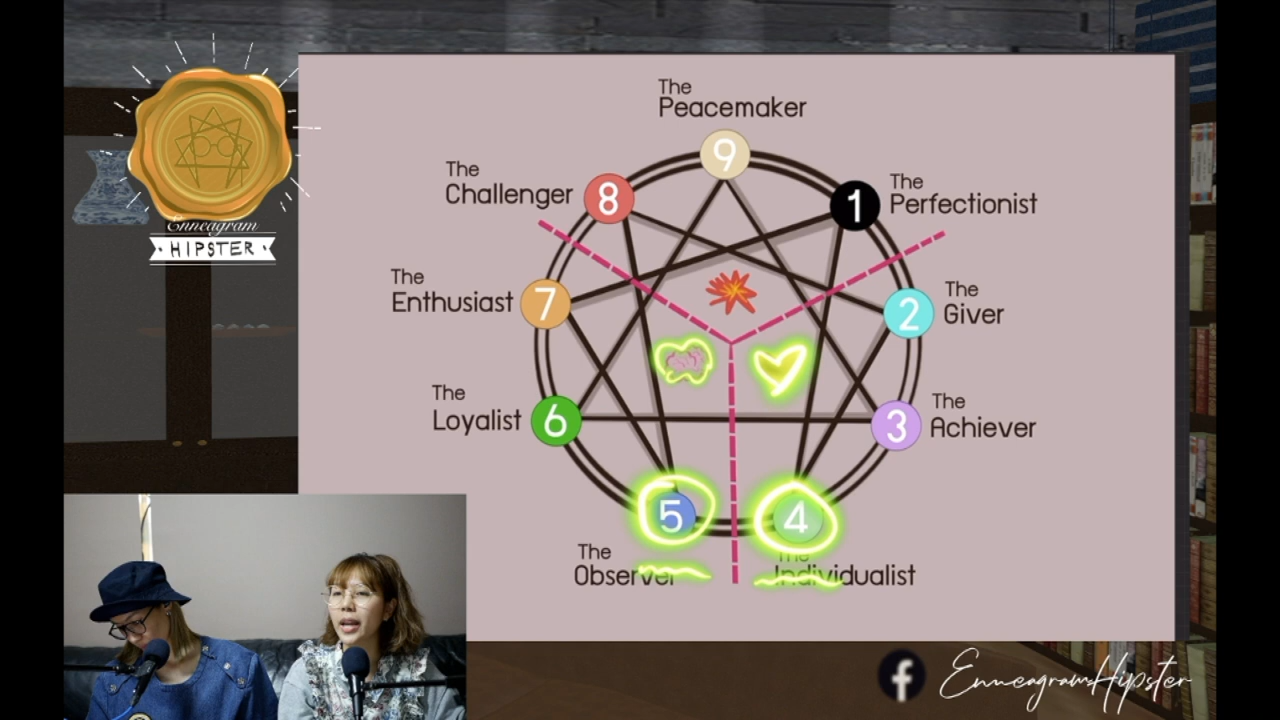 Enneagram
HIPSTER
The
Peacemaker
9
The
Challenger
8
1
The
Perfectionist
The
Enthusiast
7
2
The
Giver
The
Loyalist
6
3
The
Achiever
5
4
The
Observer
The
Individualist
f
EnneagramHipster